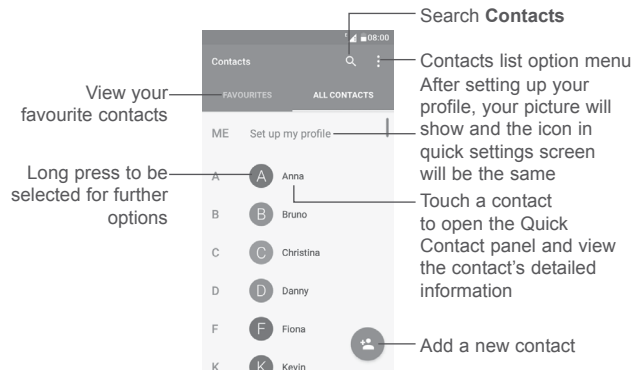 Search Contacts
08:00
Contacts
Contacts list option menu
FAVOURITES
ALL CONTACTS
View your
favourite contacts
After setting up your
profile, your picture will
show and the icon in
quick settings screen
will be the same
ME Set up my profile
Long press to be
selected for further
options
A A Anna
Touch a contact
to open the Quick
Contact panel and view
the contact's detailed
information
B B Bruno
C C Christina
D D Danny
F F Fiona
Add a new contact
K K Kevin